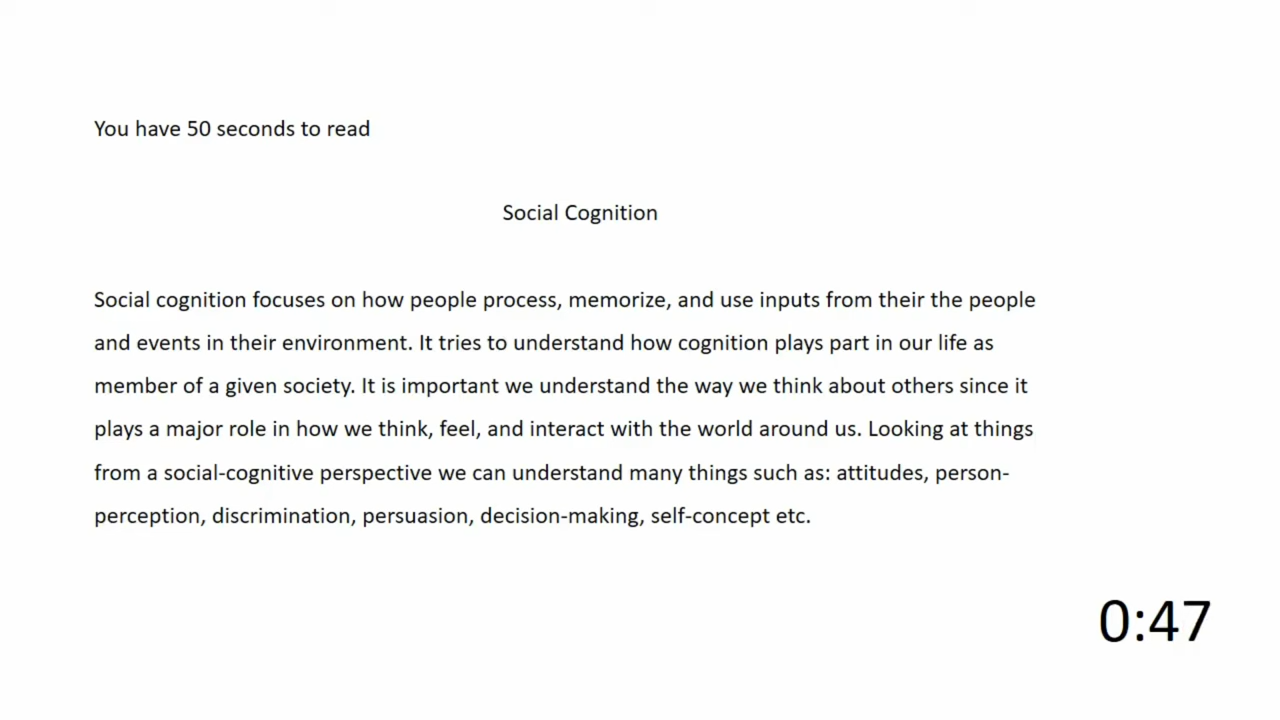 You have 50 seconds to read
Social Cognition
Social cognition focuses on how people process, memorize, and use inputs from their the people
and events in their environment. It tries to understand how cognition plays part in our life as
member of a given society. It is important we understand the way we think about others since it
plays a major role in how we think, feel, and interact with the world around us. Looking at things
from a social-cognitive perspective we can understand many things such as: attitudes, person-
perception, discrimination, persuasion, decision-making, self-concept etc.
0:47